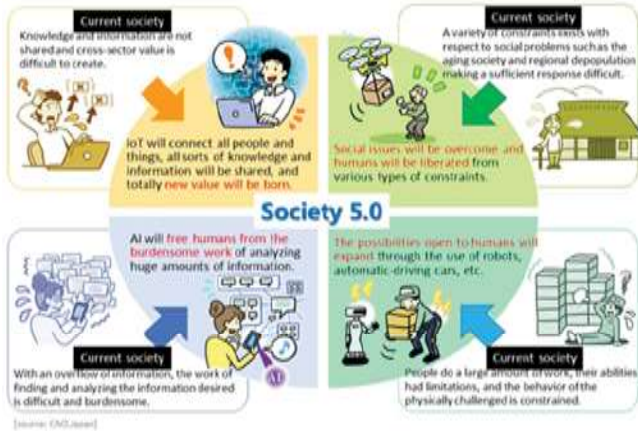 Current society
Knowledge and information are not
shared and cross-sector value is
difficult to create.
Current society
A variety of constraints exists with
respect to social problems such as the
aging society and regional depopulation
making a sufficient response difficult.
IoT will connect all people and
things, all sorts of knowledge and
information will be shared, and
totally new value will be born.
Social issues will be overcome and
humans will be liberated from
various types of constraints.
Society 5.0
AI will free humans from the
burdensome work of analyzing
huge amounts of information.
The possibilities open to humans will
expand through the use of robots,
automatic-driving cars, etc.
AI
Current society
With an overflow of information, the work of
finding and analyzing the information desired
is difficult and burdensome.
Current society
People do a large amount of work, their abilities
had limitations, and the behavior of the
physically challenged is constrained.